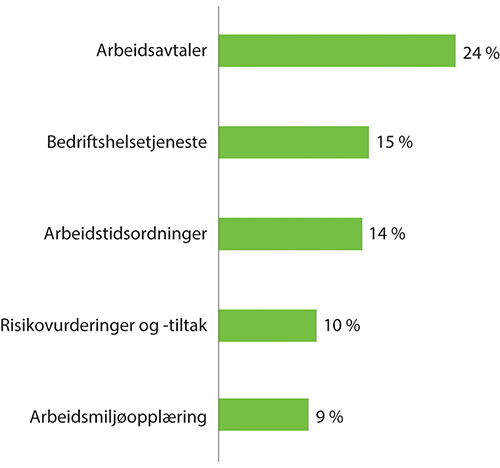 Arbeidsavtaler 24 %
Bedriftshelsetjeneste 15 %
Arbeidstidsordninger 14 %
Risikovurderinger og -tiltak 10 %
Arbeidsmiljøopplæring 9 %